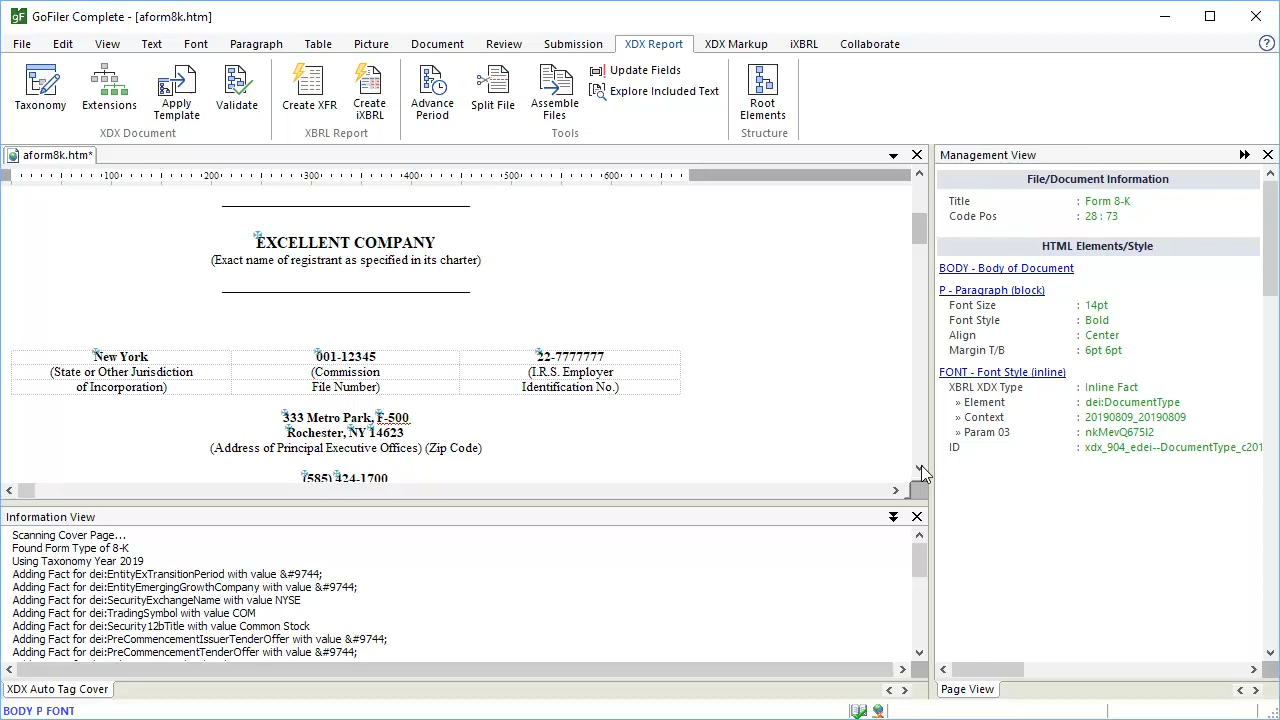 gF GoFiler Complete - [aform8k.htm]
File Edit View Text Font Paragraph Table Picture Document Review Submission XDX Report XDX Markup iXBRL Collaborate ?
Taxonomy Extensions Apply Template Validate Create XFR Create iXBRL Advance Period Split File Assemble Files Update Fields Explore Included Text Root Elements
XDX Document XBRL Report Tools Structure
aform8k.htm*
100 200 300 400 500 600
EXCELLENT COMPANY
(Exact name of registrant as specified in its charter)
New York 001-12345 22-7777777
(State or Other Jurisdiction (Commission (I.R.S. Employer
of Incorporation) File Number) Identification No.)
333 Metro Park, F-500
Rochester, NY 14623
(Address of Principal Executive Offices) (Zip Code)
(585) 424-1700
Management View
File/Document Information
Title : Form 8-K
Code Pos : 28 : 73
HTML Elements/Style
BODY - Body of Document
P - Paragraph (block)
Font Size : 14pt
Font Style : Bold
Align : Center
Margin T/B : 6pt 6pt
FONT - Font Style (inline)
XBRL XDX Type : Inline Fact
» Element : dei:DocumentType
» Context : 20190809_20190809
» Param 03 : nkMevQ675I2
ID : xdx_904_edei--DocumentType_c201
Page View
Information View
Scanning Cover Page...
Found Form Type of 8-K
Using Taxonomy Year 2019
Adding Fact for dei:EntityExTransitionPeriod with value &#9744;
Adding Fact for dei:EntityEmergingGrowthCompany with value &#9744;
Adding Fact for dei:SecurityExchangeName with value NYSE
Adding Fact for dei:TradingSymbol with value COM
Adding Fact for dei:Security12bTitle with value Common Stock
Adding Fact for dei:PreCommencementIssuerTenderOffer with value &#9744;
Adding Fact for dei:PreCommencementTenderOffer with value &#9744;
XDX Auto Tag Cover
BODY P FONT